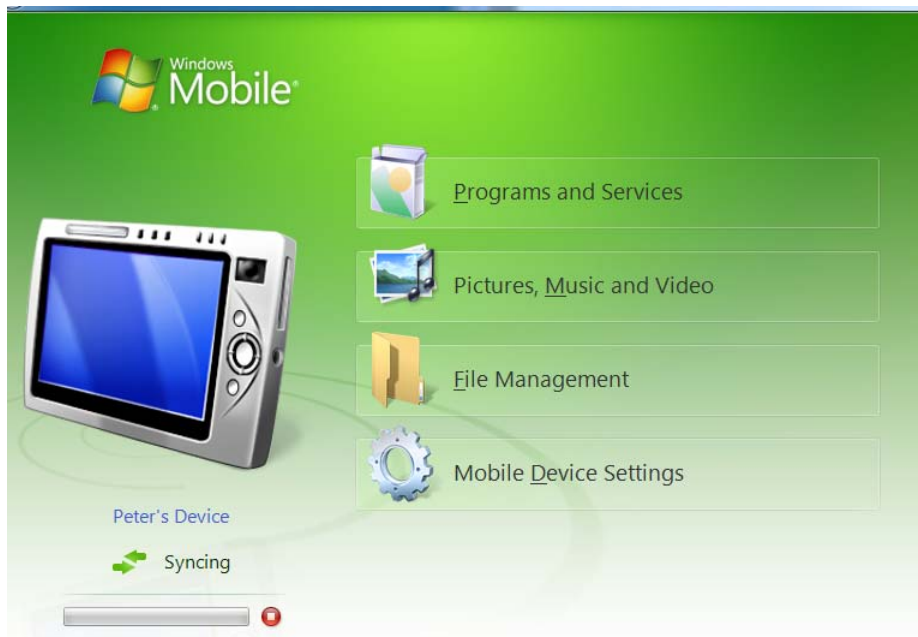 Windows
Mobile®
Programs and Services
Pictures, Music and Video
File Management
Mobile Device Settings
Peter's Device
Syncing